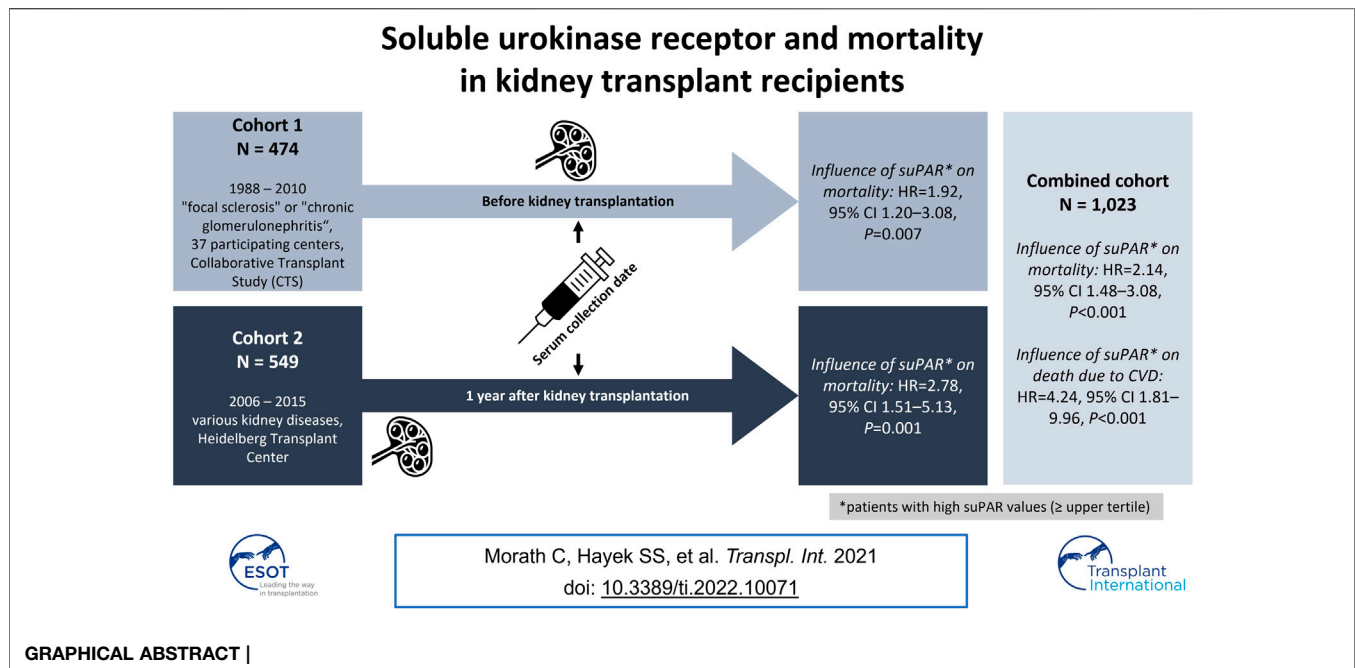 Soluble urokinase receptor and mortality
in kidney transplant recipients
Cohort 1
N = 474
1988 – 2010
"focal sclerosis" or "chronic
glomerulonephritis“,
37 participating centers,
Collaborative Transplant
Study (CTS)
Before kidney transplantation
Influence of suPAR* on
mortality: HR=1.92,
95% CI 1.20–3.08,
P=0.007
Serum collection date
Cohort 2
N = 549
2006 – 2015
various kidney diseases,
Heidelberg Transplant
Center
1 year after kidney transplantation
Influence of suPAR* on
mortality: HR=2.78,
95% CI 1.51–5.13,
P=0.001
Combined cohort
N = 1,023
Influence of suPAR* on
mortality: HR=2.14,
95% CI 1.48–3.08,
P<0.001
Influence of suPAR* on
death due to CVD:
HR=4.24, 95% CI 1.81–
9.96, P<0.001
*patients with high suPAR values (≥ upper tertile)
ESOT
Leading the way
in transplantation
Morath C, Hayek SS, et al. Transpl. Int. 2021
doi: 10.3389/ti.2022.10071
Transplant
International
GRAPHICAL ABSTRACT |